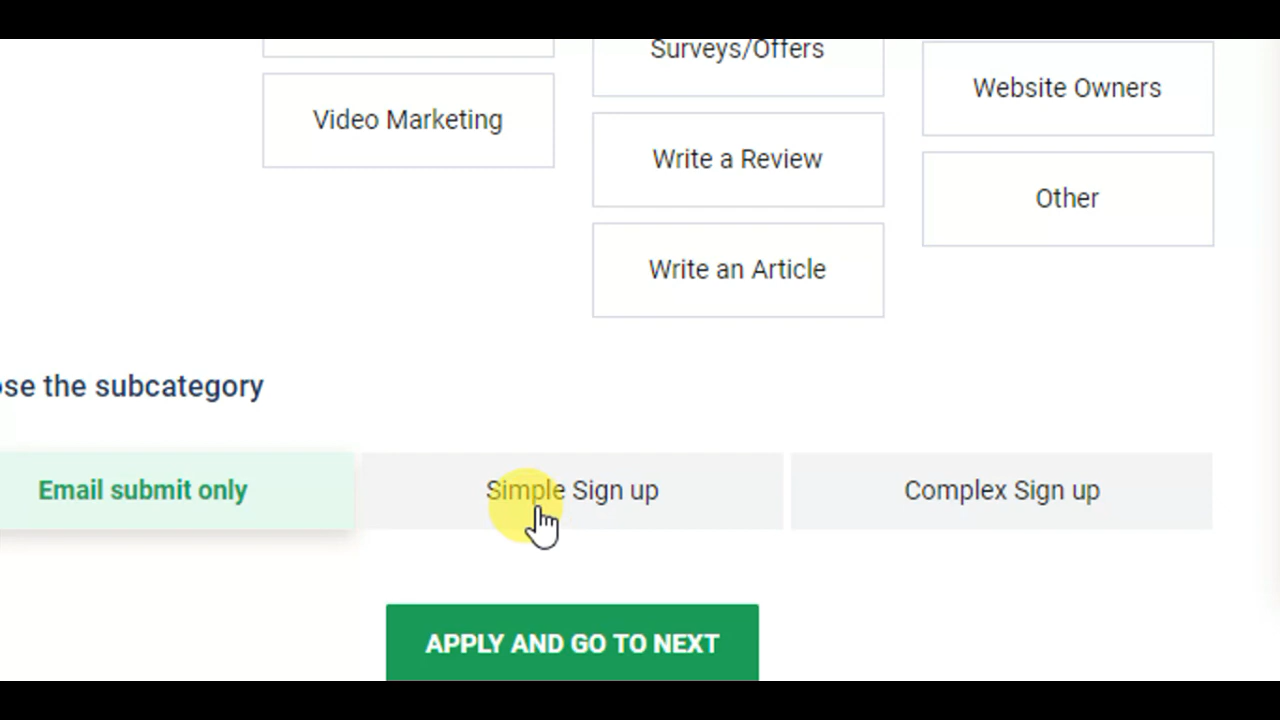 Surveys/Offers
Website Owners
Video Marketing
Write a Review
Other
Write an Article
ose the subcategory
Email submit only
Simple Sign up
Complex Sign up
APPLY AND GO TO NEXT